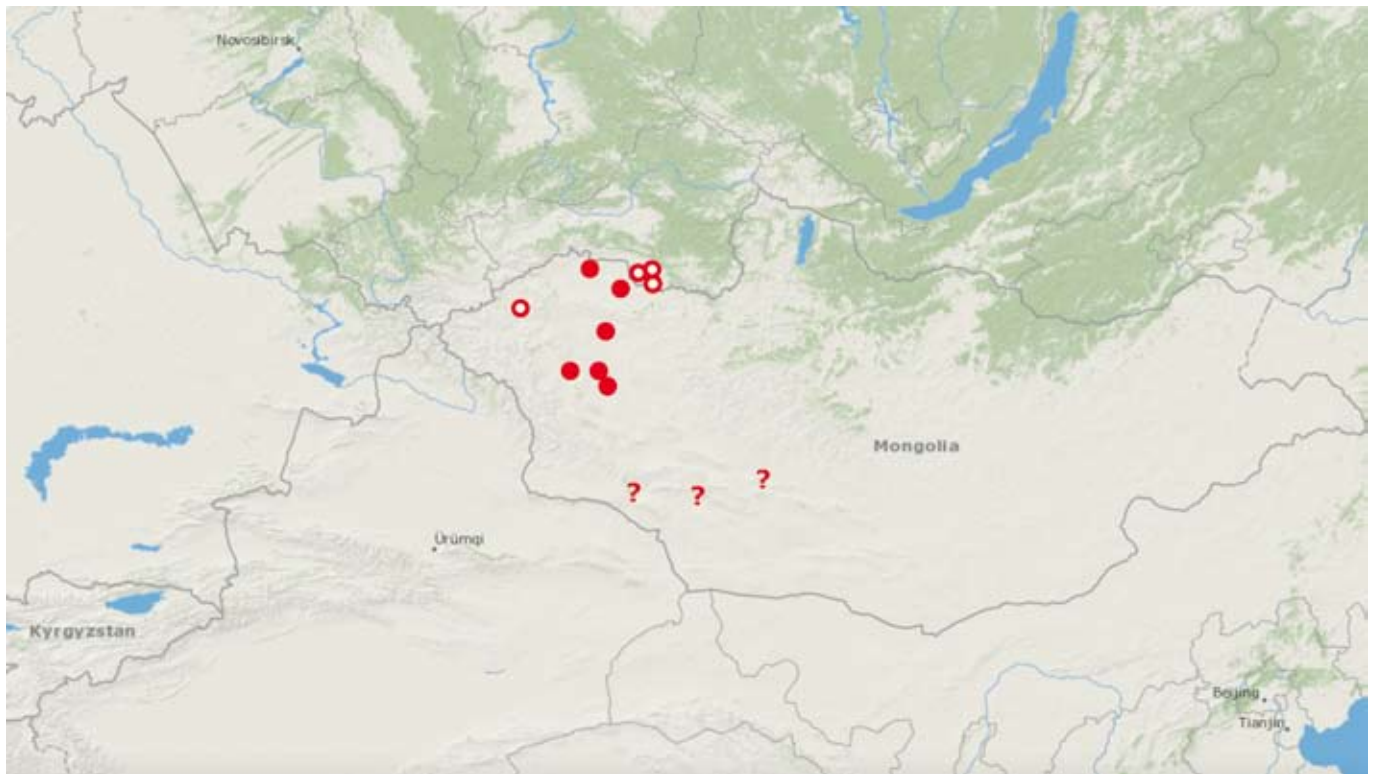 Novosibirsk
Mongolia
?
?
?
Ürümqi
Kyrgyzstan
Beijing
Tianjin